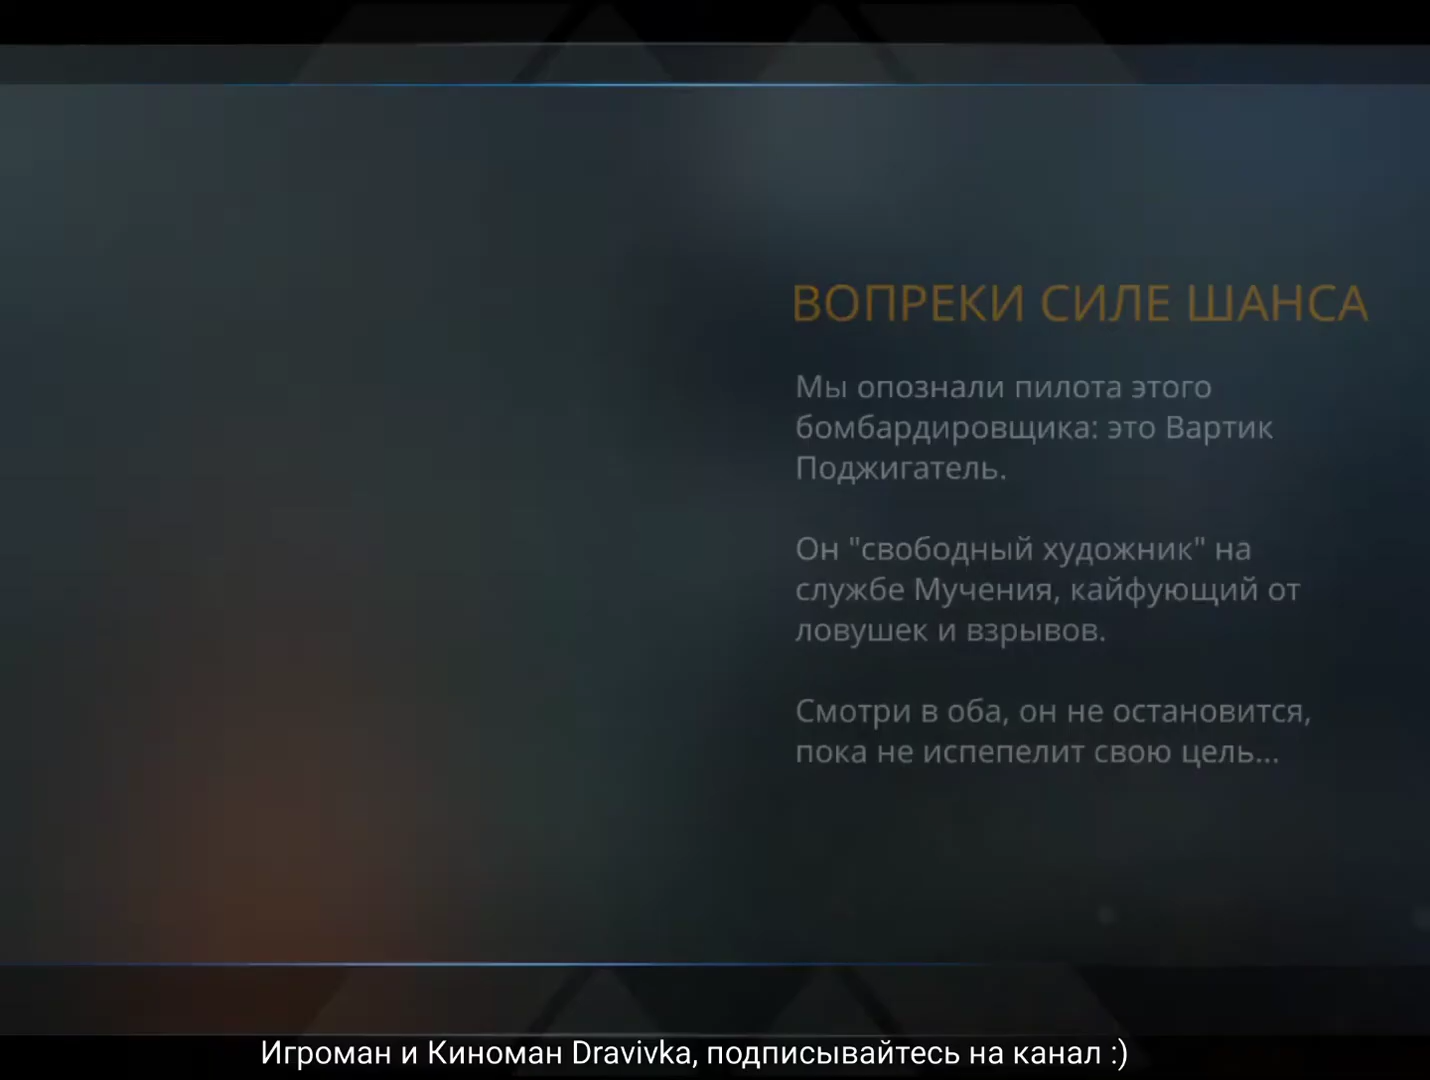 ВОПРЕКИ СИЛЕ ШАНСА
Мы опознали пилота этого
бомбардировщика: это Вартик
Поджигатель.
Он "свободный художник" на
службе Мучения, кайфующий от
ловушек и взрывов.
Смотри в оба, он не остановится,
пока не испепелит свою цель...
Игроман и Киноман Dravivka, подписывайтесь на канал :)